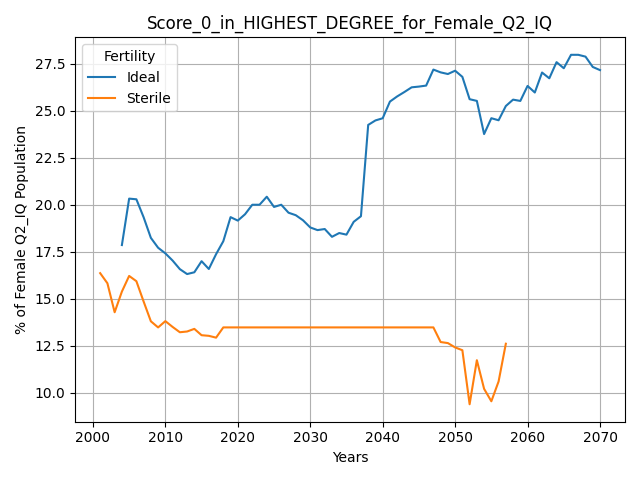 Score_0_in_HIGHEST_DEGREE_for_Female_Q2_IQ
Fertility
Ideal
Sterile
% of Female Q2_IQ Population
27.5
25.0
22.5
20.0
17.5
15.0
12.5
10.0
2000 2010 2020 2030 2040 2050 2060 2070
Years